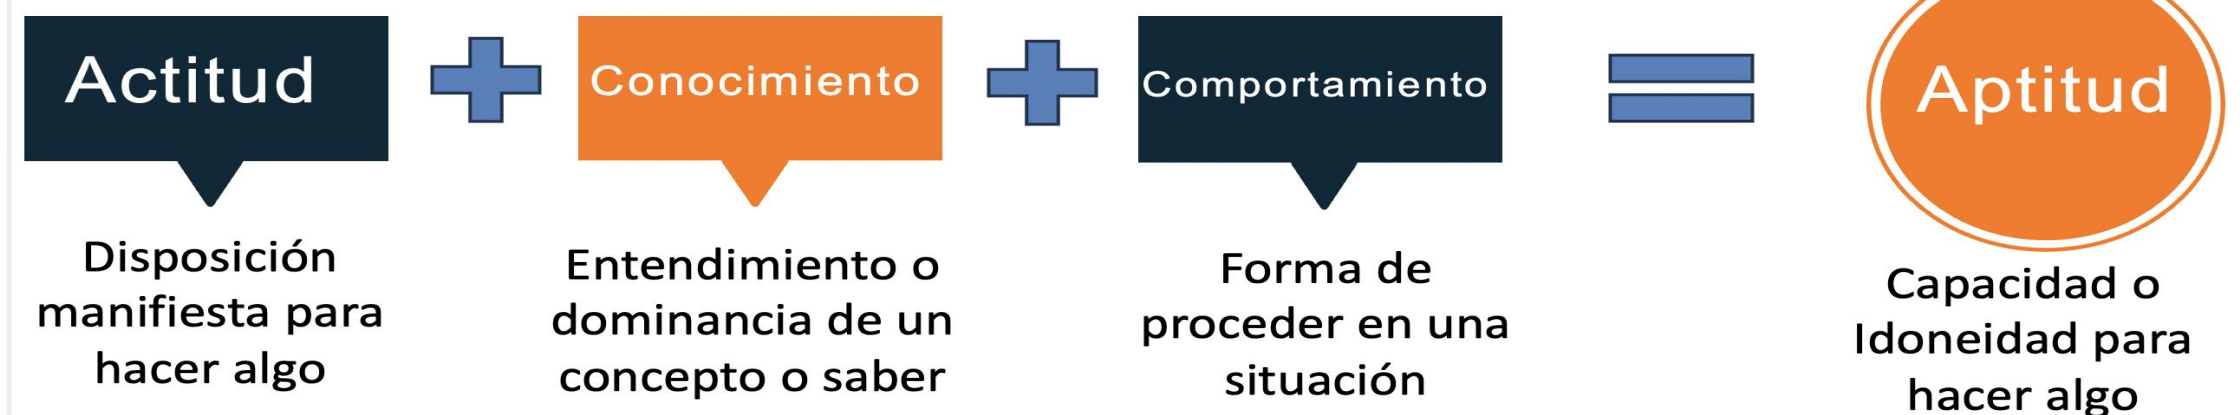 Actitud
Conocimiento
Comportamiento
Aptitud
Disposición
manifiesta para
hacer algo
Entendimiento o
dominancia de un
concepto o saber
Forma de
proceder en una
situación
Capacidad o
Idoneidad para
hacer algo